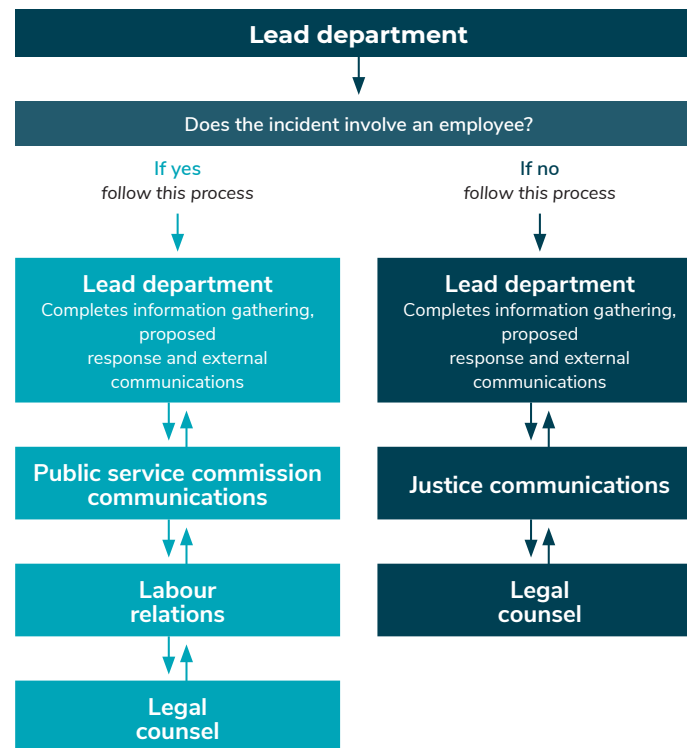 Lead department
Does the incident involve an employee?
If yes
follow this process
Lead department
Completes information gathering,
proposed
response and external
communications
Public service commission
communications
Labour
relations
Legal
counsel
If no
follow this process
Lead department
Completes information gathering,
proposed
response and external
communications
Justice communications
Legal
counsel